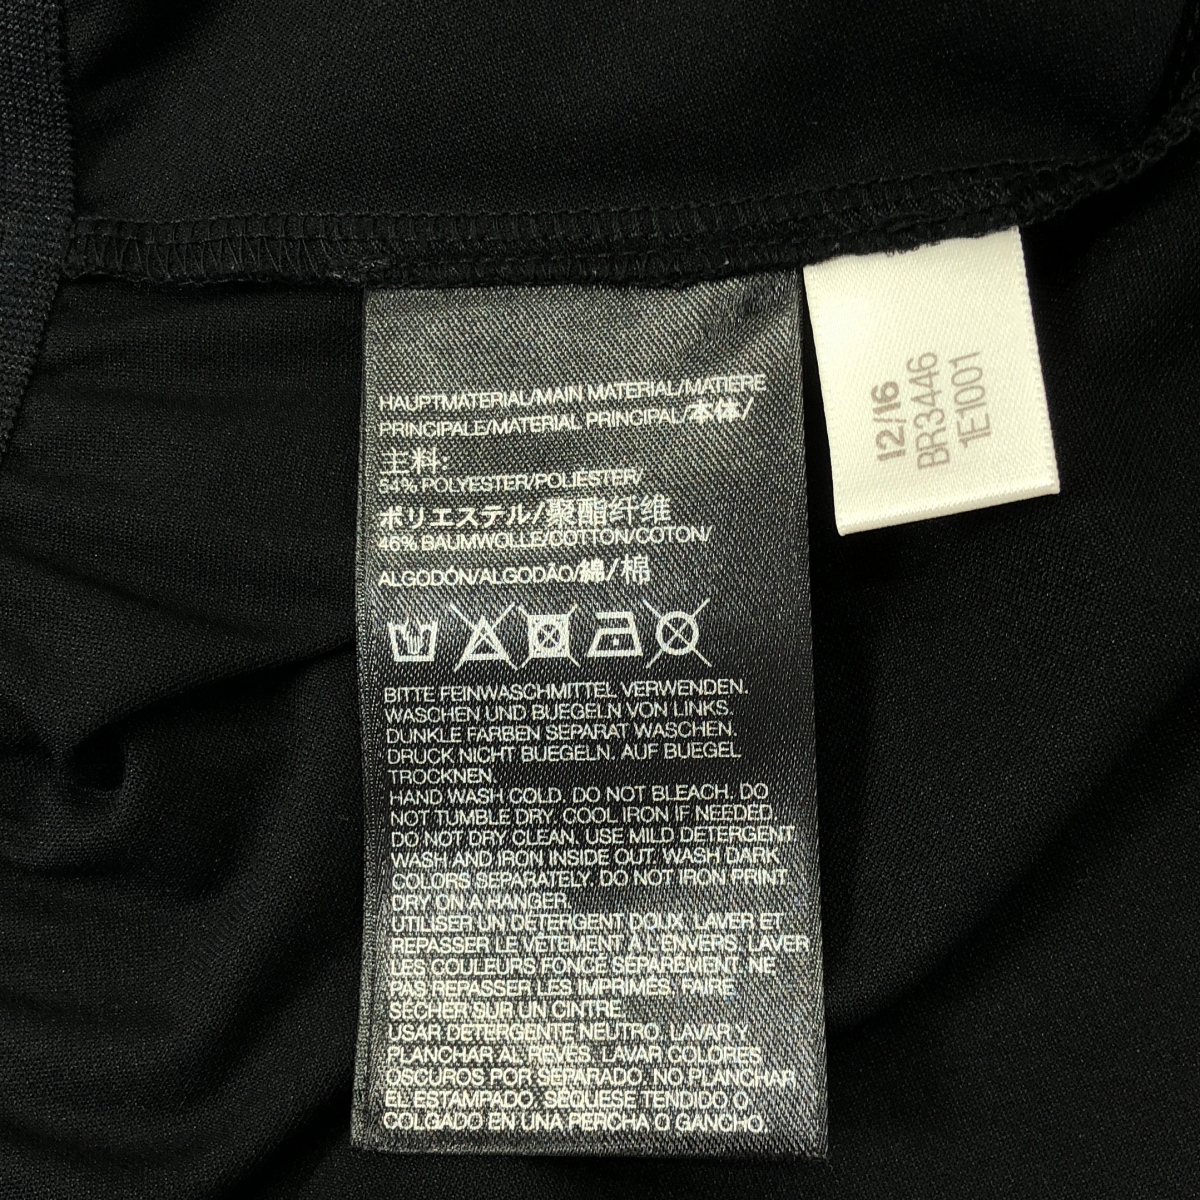 HAUPTMATERIAL/MAIN MATERIAL/MATIÈRE
PRINCIPALE/MATERIAL PRINCIPAL/本体/
主料:
54% POLYESTER/POLIÉSTER/
ポリエステル/聚酯纤维
46% BAUMWOLLE/COTTON/COTON/
ALGODÓN/ALGODÃO/綿/棉
BITTE FEINWASCHMITTEL VERWENDEN.
WASCHEN UND BUEGELN VON LINKS.
DUNKLE FARBEN SEPARAT WASCHEN.
DRUCK NICHT BUEGELN. AUF BUEGEL
TROCKNEN.
HAND WASH COLD. DO NOT BLEACH. DO
NOT TUMBLE DRY. COOL IRON IF NEEDED.
DO NOT DRY CLEAN. USE MILD DETERGENT.
WASH AND IRON INSIDE OUT. WASH DARK
COLORS SEPARATELY. DO NOT IRON PRINT.
DRY ON A HANGER.
UTILISER UN DÉTERGENT DOUX. LAVER ET
REPASSER LE VÊTEMENT À L'ENVERS. LAVER
LES COULEURS FONCÉ SÉPARÉMENT. NE
PAS REPASSER LES IMPRIMÉS. FAIRE
SÉCHER SUR UN CINTRE.
USAR DETERGENTE NEUTRO. LAVAR Y
PLANCHAR AL REVÉS. LAVAR COLORES
OSCUROS POR SEPARADO. NO PLANCHAR
EL ESTAMPADO. SÉQUESE TENDIDO O
COLGADO EN UNA PERCHA O GANCHO.
12/16
BR3446
1E1001